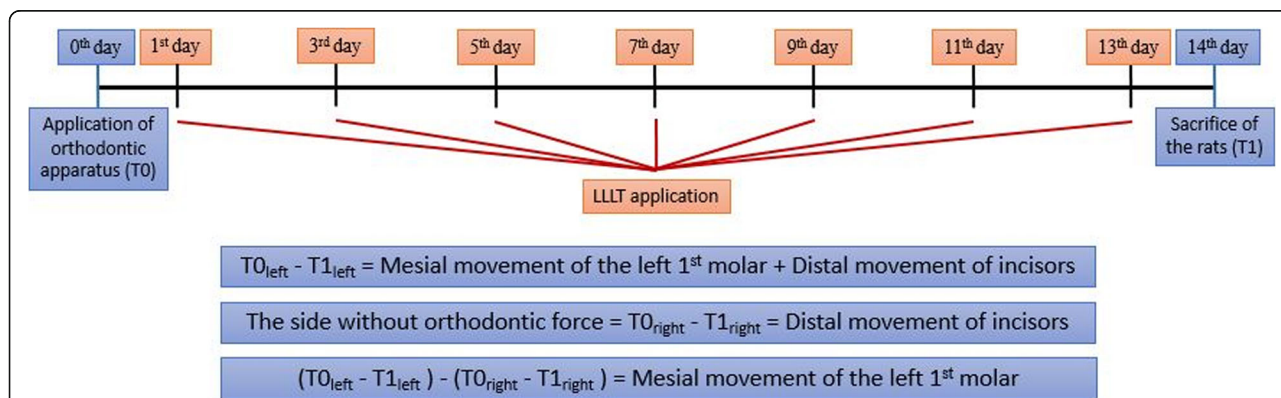 0th day 1st day 3rd day 5th day 7th day 9th day 11th day 13th day 14th day
Application of
orthodontic
apparatus (T0)
Sacrifice of
the rats (T1)
LLLT application
T0left - T1left = Mesial movement of the left 1st molar + Distal movement of incisors
The side without orthodontic force = T0right - T1right = Distal movement of incisors
(T0left - T1left ) - (T0right - T1right ) = Mesial movement of the left 1st molar